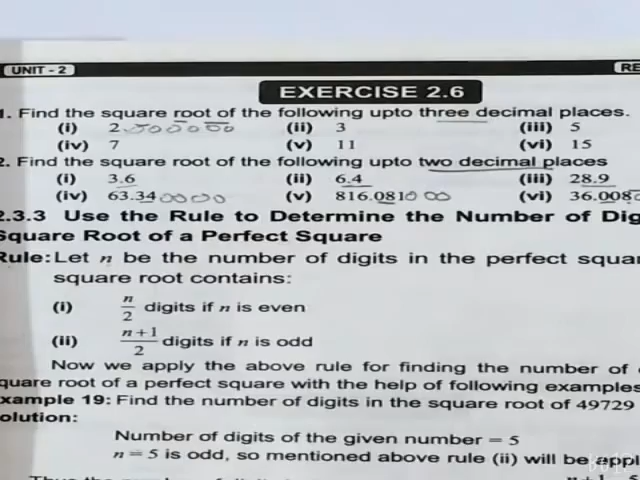 UNIT - 2 RE
EXERCISE 2.6
1. Find the square root of the following upto three decimal places.
(i) 2.000000 (ii) 3 (iii) 5
(iv) 7 (v) 11 (vi) 15
2. Find the square root of the following upto two decimal places
(i) 3.6 (ii) 6.4 (iii) 28.9
(iv) 63.340000 (v) 816.081000 (vi) 36.008
2.3.3 Use the Rule to Determine the Number of Dig
Square Root of a Perfect Square
Rule: Let n be the number of digits in the perfect squar
square root contains:
(i) n/2 digits if n is even
(ii) n+1/2 digits if n is odd
Now we apply the above rule for finding the number of
quare root of a perfect square with the help of following examples
xample 19: Find the number of digits in the square root of 49729
olution:
Number of digits of the given number = 5
n = 5 is odd, so mentioned above rule (ii) will be appl
n+1 5